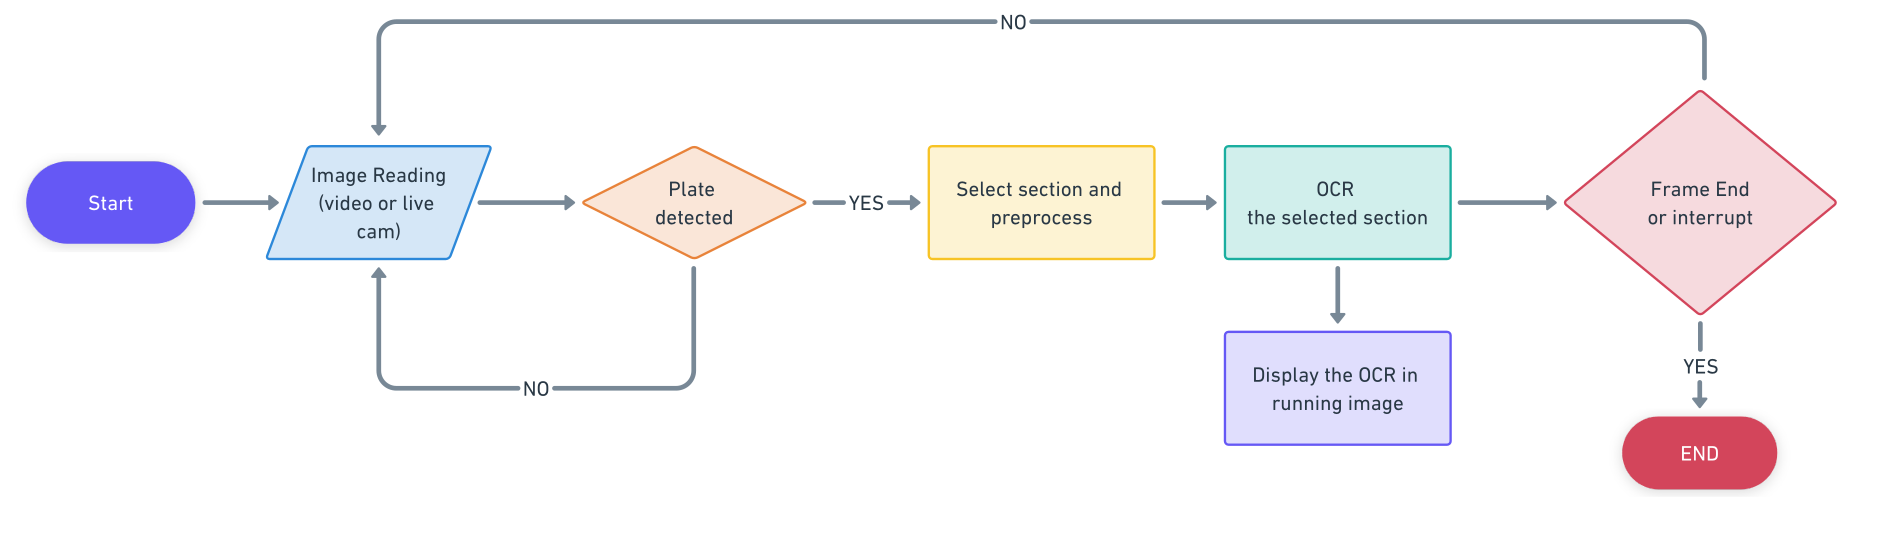 NO
Start
Image Reading
(video or live
cam)
Plate
detected
YES
Select section and
preprocess
OCR
the selected section
Frame End
or interrupt
NO
Display the OCR in
running image
YES
END